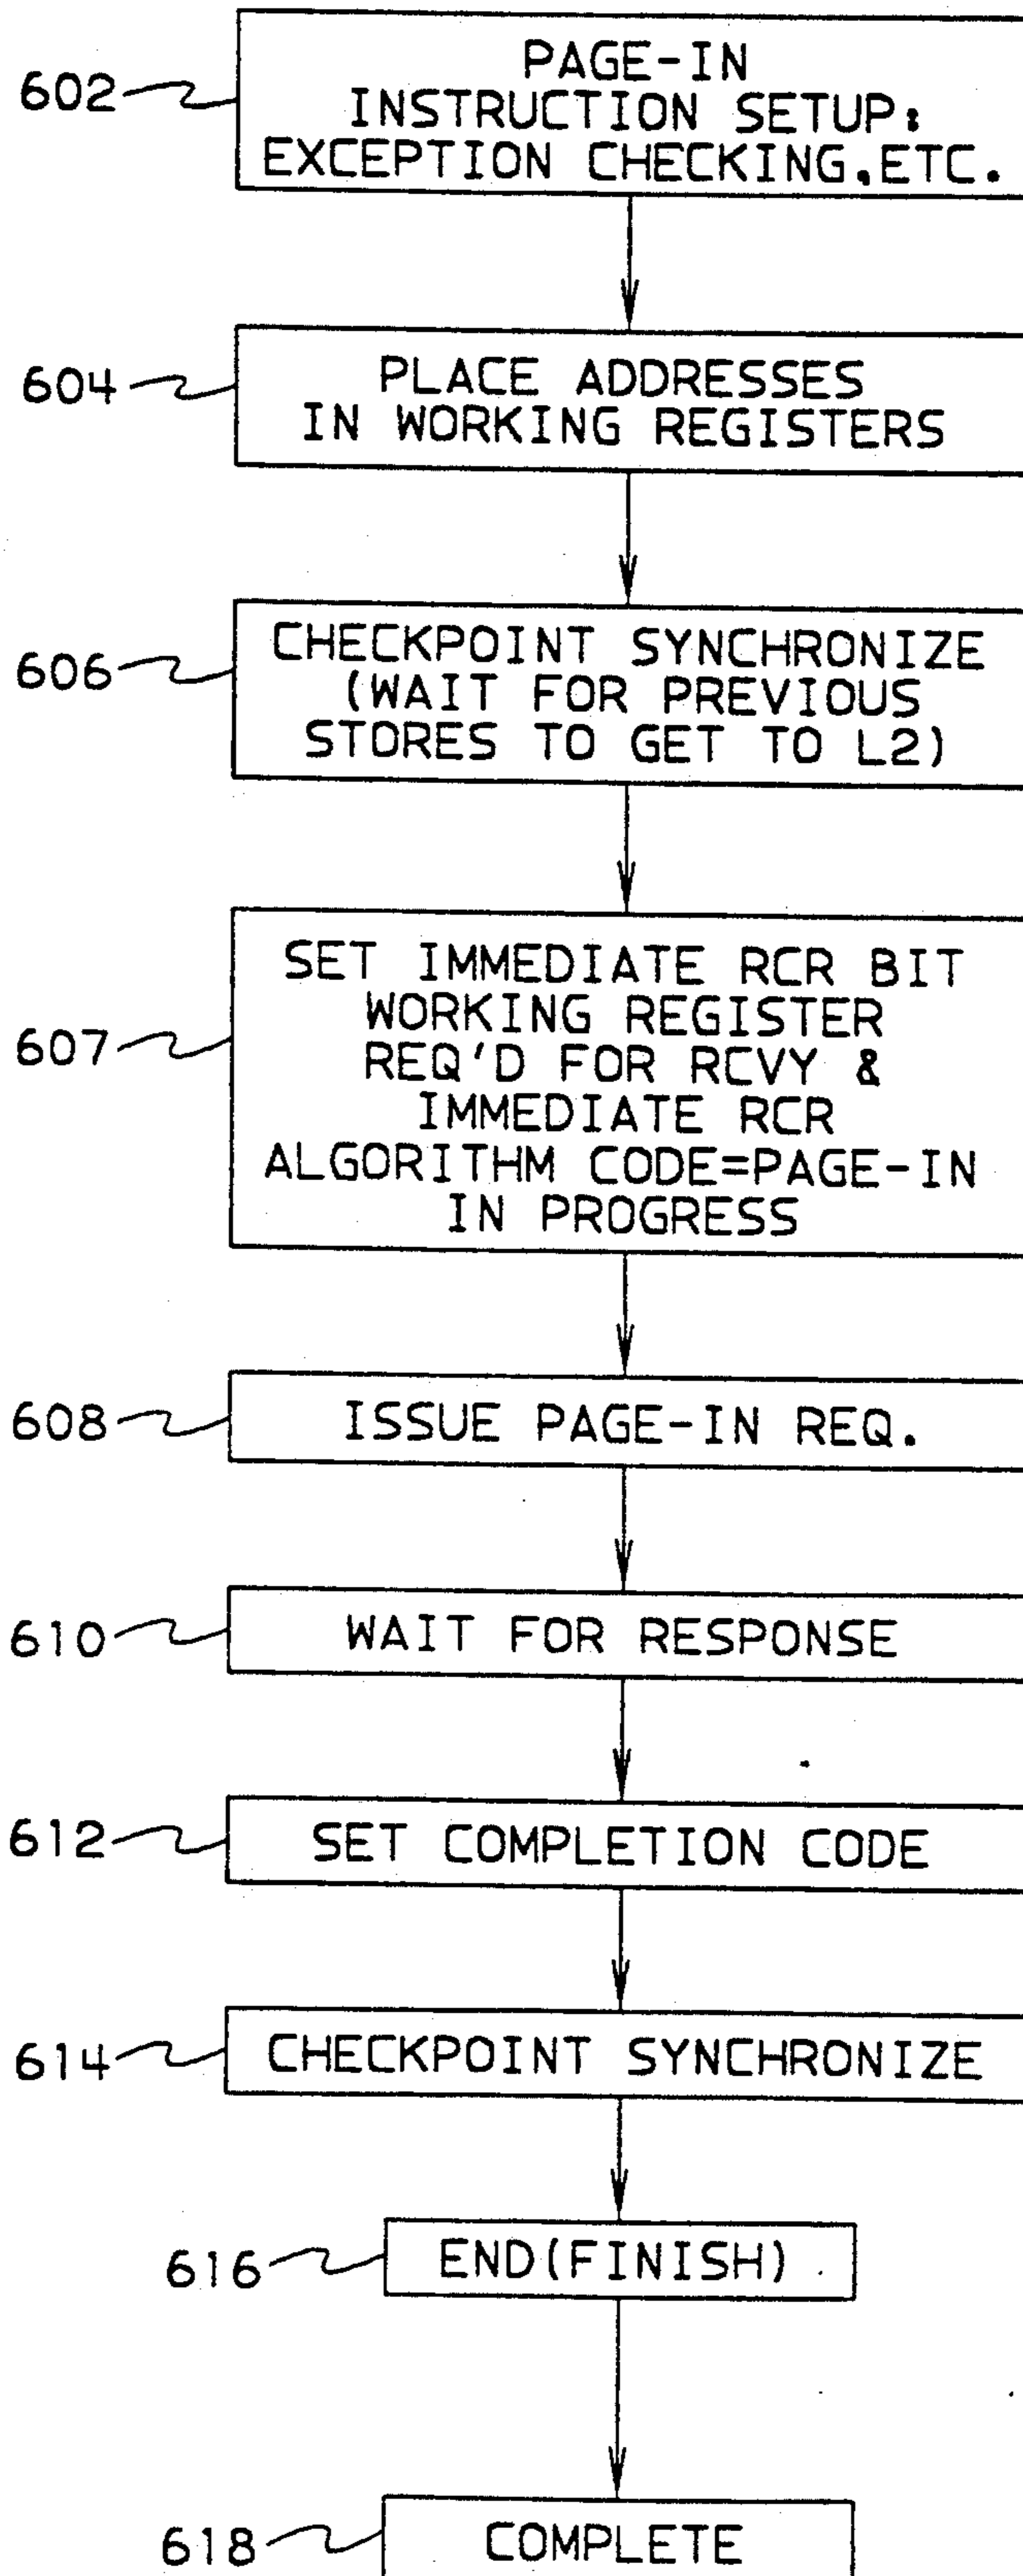 602
PAGE-IN
INSTRUCTION SETUP:
EXCEPTION CHECKING,ETC.
604
PLACE ADDRESSES
IN WORKING REGISTERS
606
CHECKPOINT SYNCHRONIZE
(WAIT FOR PREVIOUS
STORES TO GET TO L2)
607
SET IMMEDIATE RCR BIT
WORKING REGISTER
REQ'D FOR RCVY &
IMMEDIATE RCR
ALGORITHM CODE=PAGE-IN
IN PROGRESS
608
ISSUE PAGE-IN REQ.
610
WAIT FOR RESPONSE
612
SET COMPLETION CODE
614
CHECKPOINT SYNCHRONIZE
616
END(FINISH)
618
COMPLETE